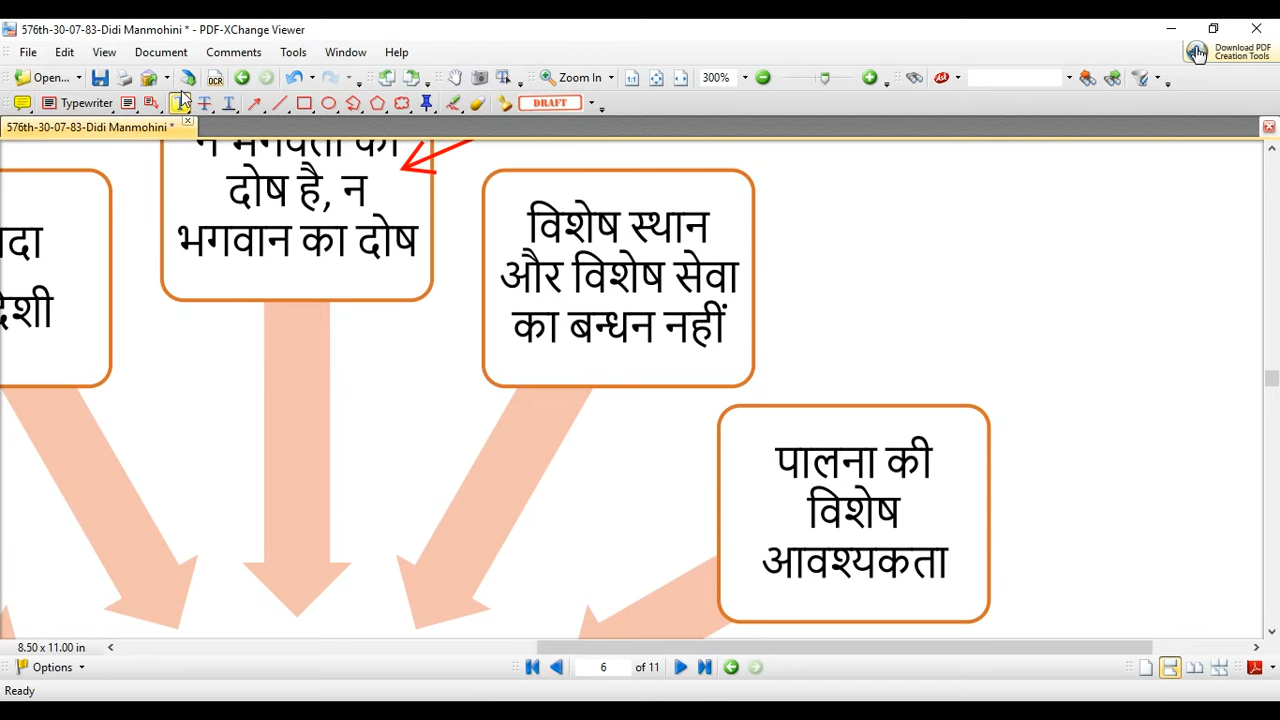 576th-30-07-83-Didi Manmohini * - PDF-XChange Viewer
File Edit View Document Comments Tools Window Help
Download PDF
Creation Tools
Open... OCR Zoom In 300%
Typewriter T T T DRAFT
576th-30-07-83-Didi Manmohini *
न भगवती का
दोष है, न
भगवान का दोष
विशेष स्थान
और विशेष सेवा
का बन्धन नहीं
पालना की
विशेष
आवश्यकता
8.50 x 11.00 in
Options 6 of 11
Ready